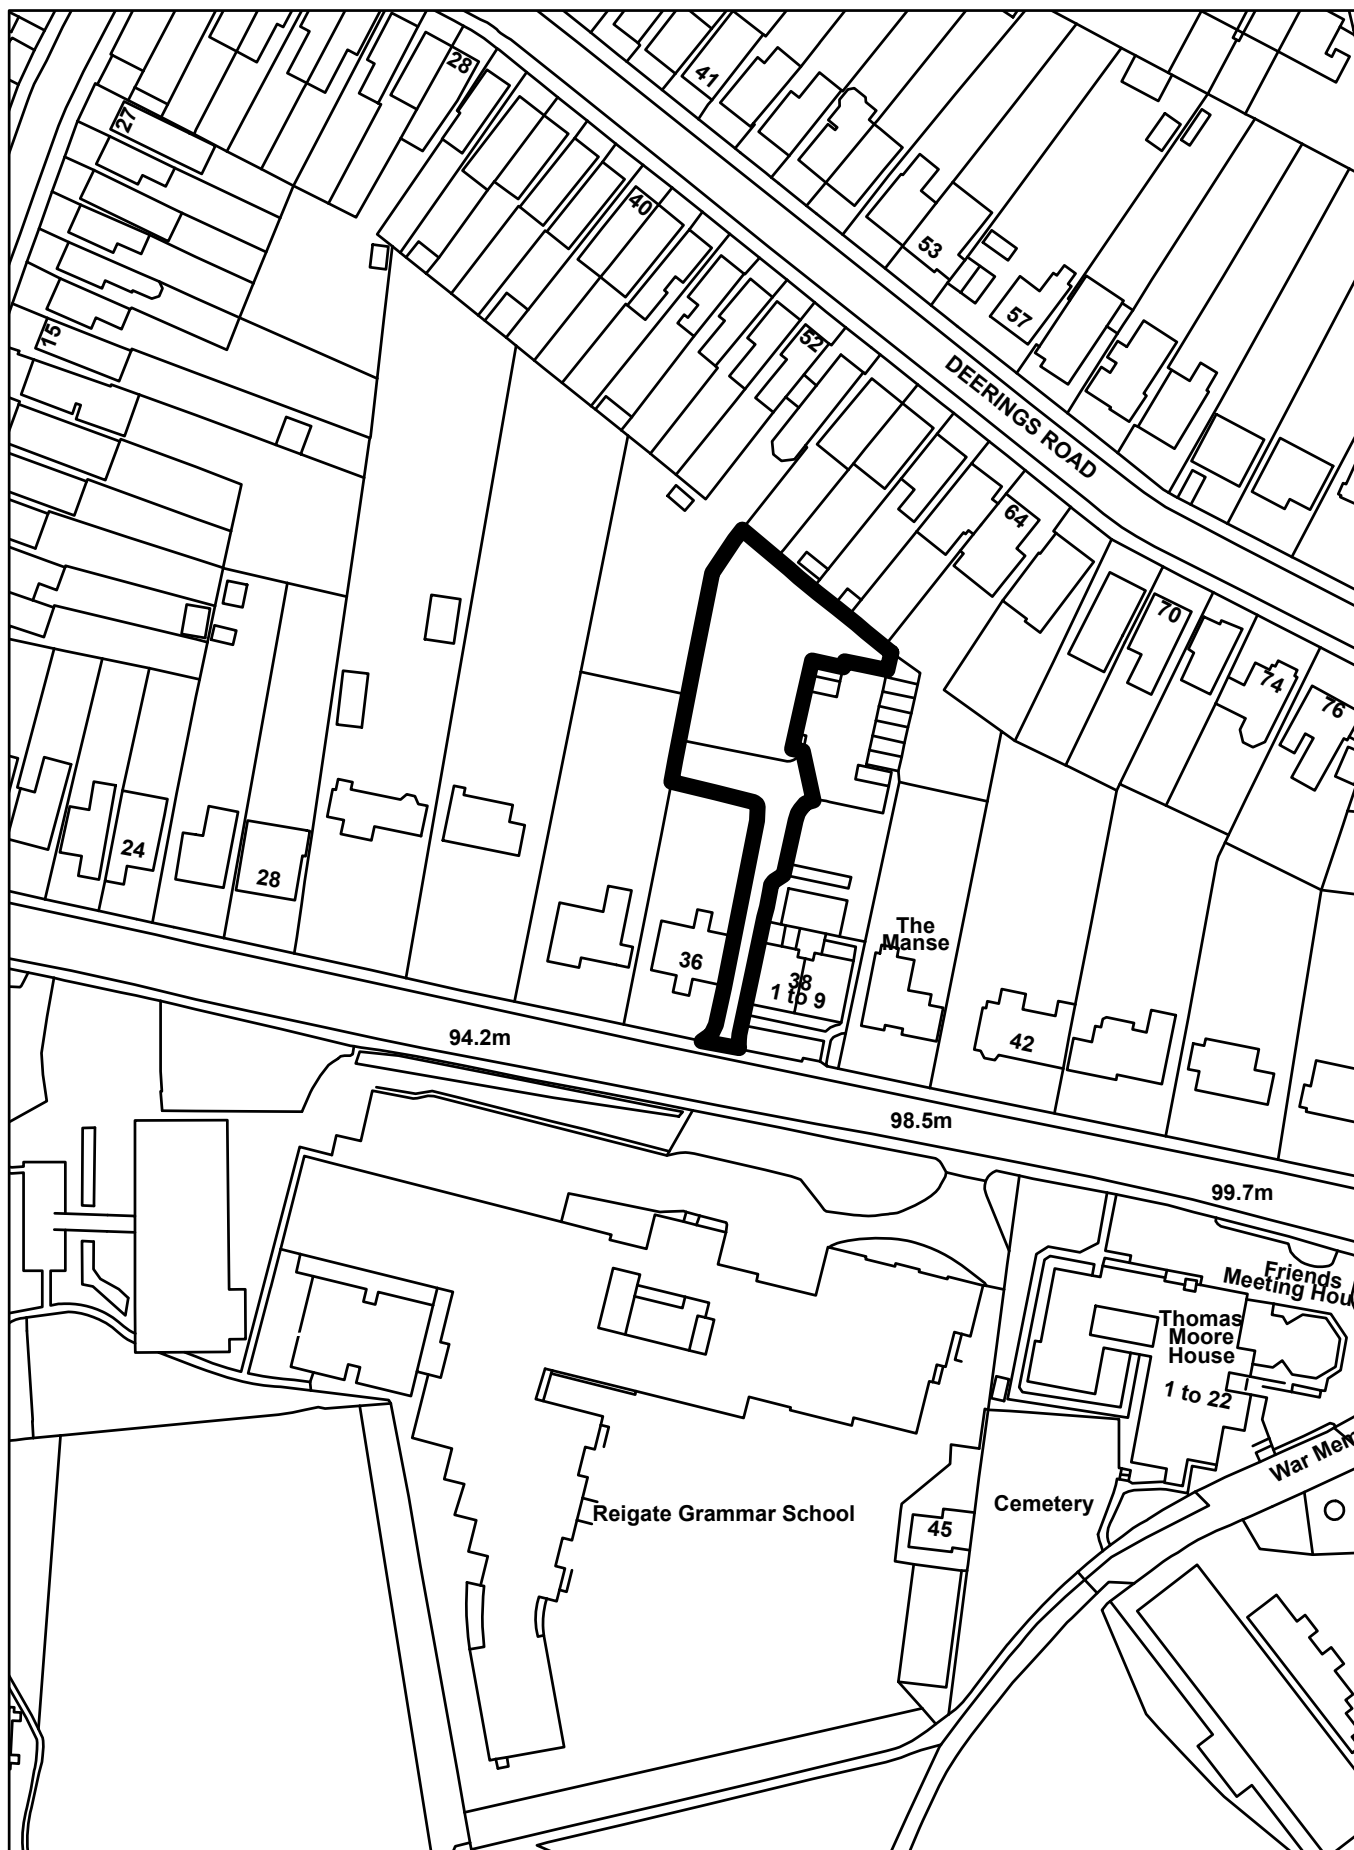 28
41
27
40
53
57
15
52
DEERINGS ROAD
64
70
74
76
24
28
The
Manse
36
38
1 to 9
94.2m
42
98.5m
99.7m
Friends
Meeting Hou
Thomas
Moore
House
1 to 22
War Mem
Reigate Grammar School
Cemetery
45